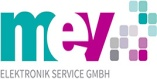 mev
ELEKTRONIK SERVICE GMBH